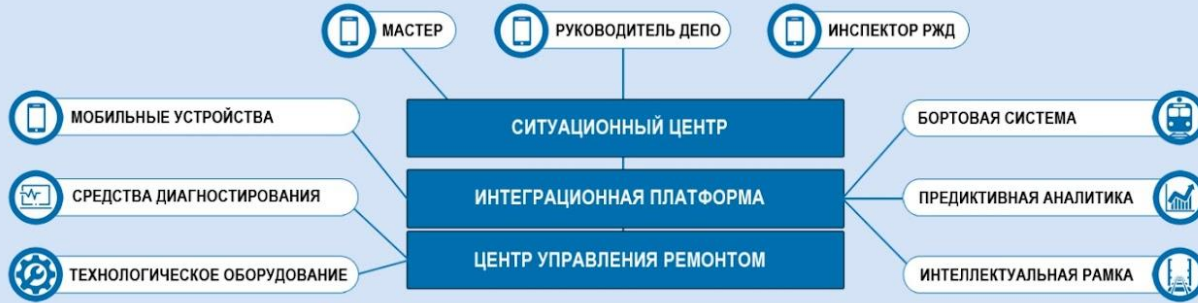 МАСТЕР
РУКОВОДИТЕЛЬ ДЕПО
ИНСПЕКТОР РЖД
МОБИЛЬНЫЕ УСТРОЙСТВА
СИТУАЦИОННЫЙ ЦЕНТР
БОРТОВАЯ СИСТЕМА
СРЕДСТВА ДИАГНОСТИРОВАНИЯ
ИНТЕГРАЦИОННАЯ ПЛАТФОРМА
ПРЕДИКТИВНАЯ АНАЛИТИКА
ТЕХНОЛОГИЧЕСКОЕ ОБОРУДОВАНИЕ
ЦЕНТР УПРАВЛЕНИЯ РЕМОНТОМ
ИНТЕЛЛЕКТУАЛЬНАЯ РАМКА